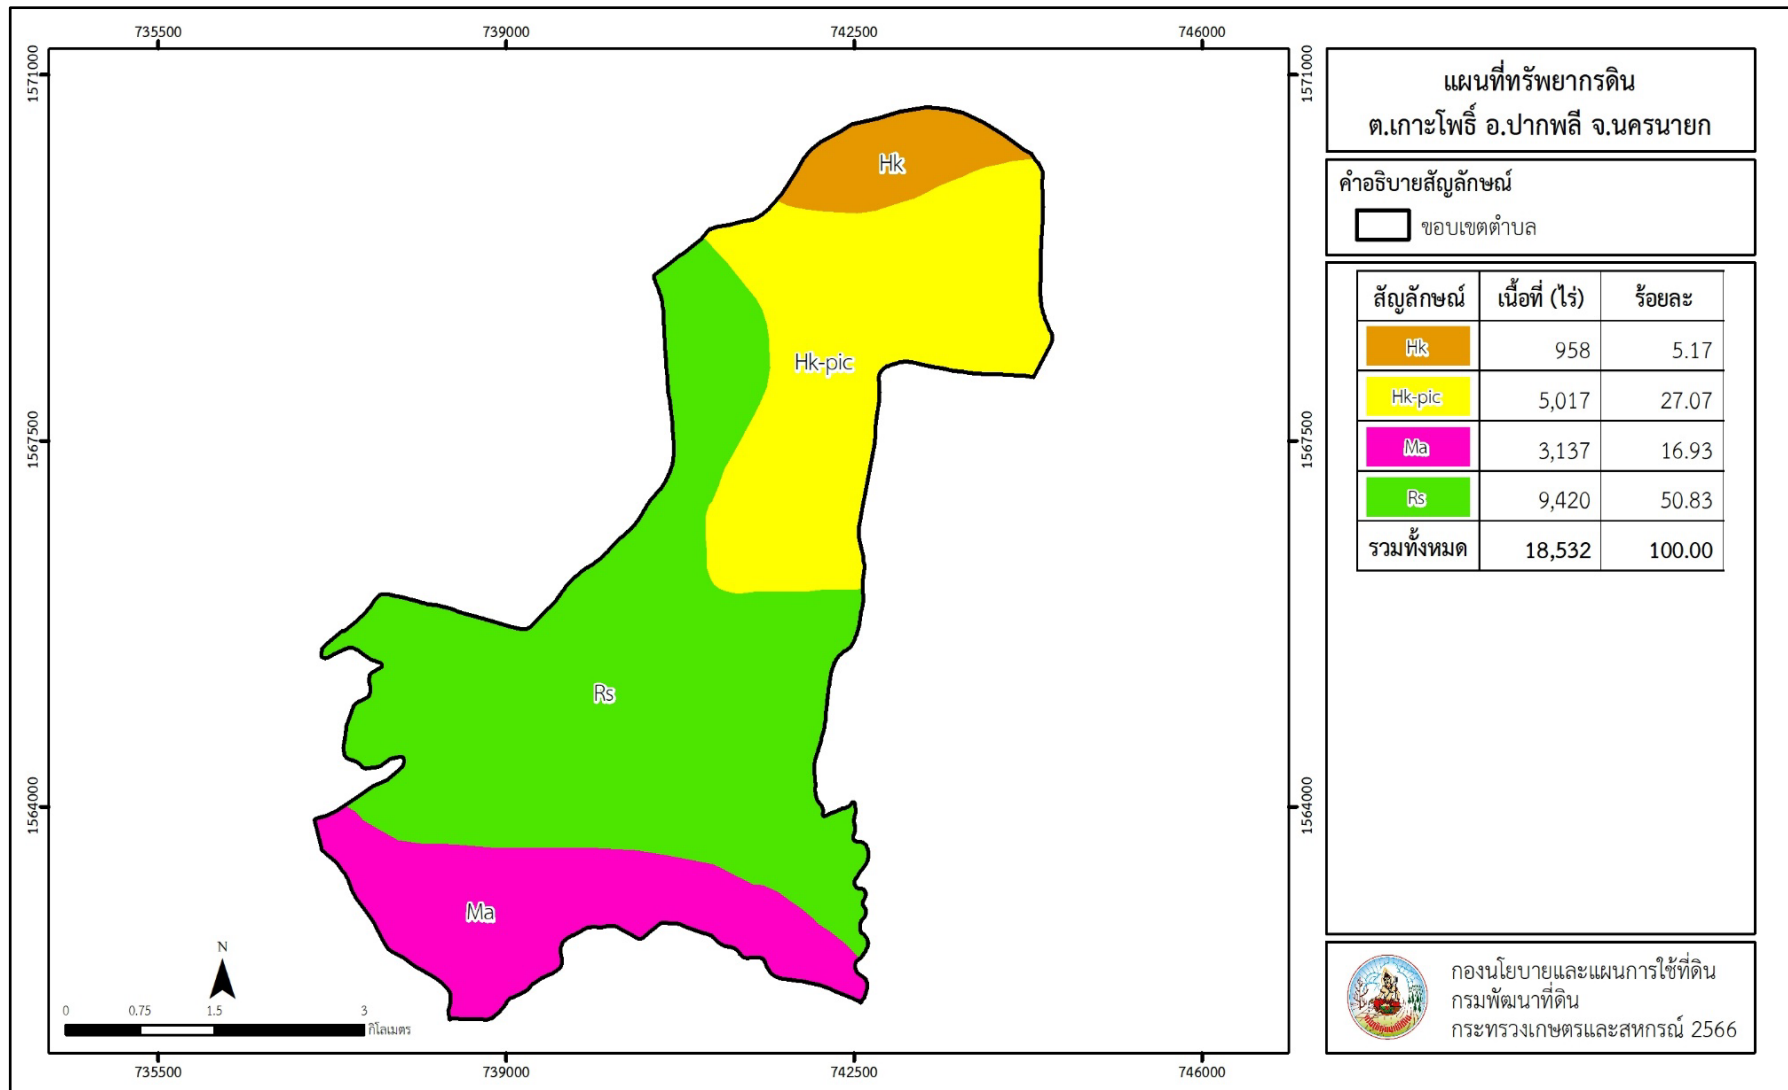 735500
739000
742500
746000
1571000
1571000
1567500
1567500
1564000
1564000
735500
739000
742500
746000
Hk
Hk-pic
Rs
Ma
N
0
0.75
1.5
3
กิโลเมตร
แผนที่ทรัพยากรดิน
ต.เกาะโพธิ์ อ.ปากพลี จ.นครนายก
คำอธิบายสัญลักษณ์
ขอบเขตตำบล
สัญลักษณ์ เนื้อที่ (ไร่) ร้อยละ
Hk 958 5.17
Hk-pic 5,017 27.07
Ma 3,137 16.93
Rs 9,420 50.83
รวมทั้งหมด 18,532 100.00
กองนโยบายและแผนการใช้ที่ดิน
กรมพัฒนาที่ดิน
กระทรวงเกษตรและสหกรณ์ 2566